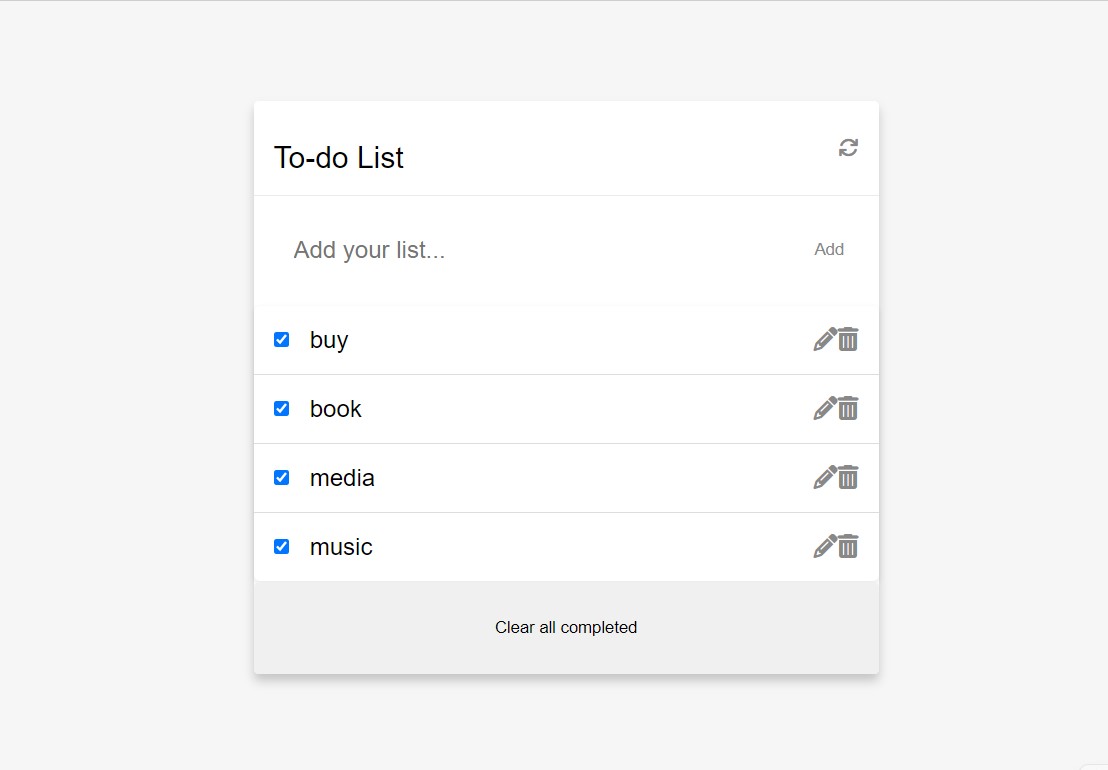 To-do List
Add your list...
Add
buy
book
media
music
Clear all completed